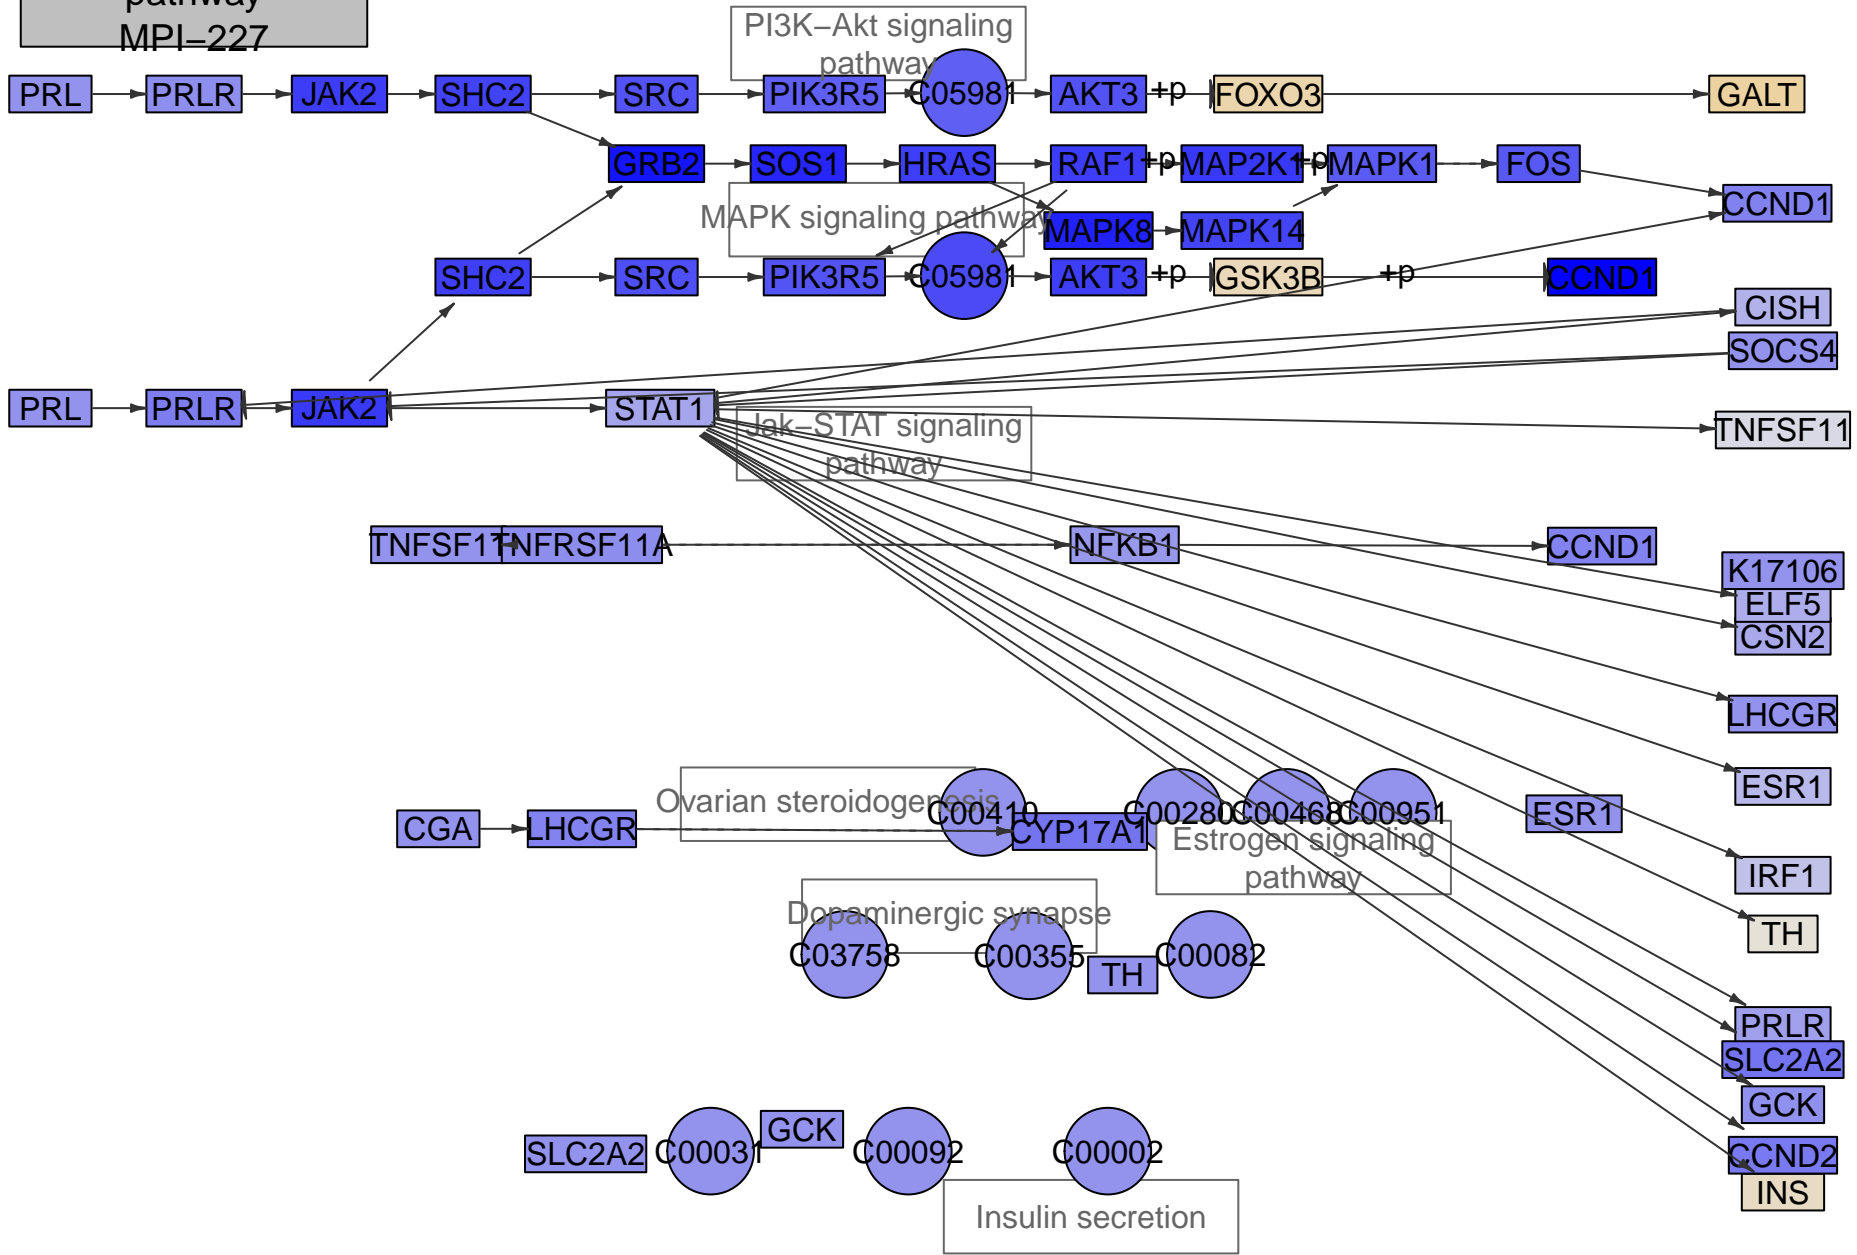 pathway
MPI−227
PI3K−Akt signaling
pathway
PRL
PRLR
JAK2
SHC2
SRC
PIK3R5
C05981
AKT3
+p
FOXO3
GALT
GRB2
SOS1
HRAS
RAF1
+p
MAP2K1
+p
MAPK1
FOS
CCND1
MAPK signaling pathway
MAPK8
MAPK14
SHC2
SRC
PIK3R5
C05981
AKT3
+p
GSK3B
+p
CCND1
CISH
SOCS4
PRL
PRLR
JAK2
STAT1
Jak−STAT signaling
pathway
TNFSF11
TNFSF11
TNFRSF11A
NFKB1
CCND1
K17106
ELF5
CSN2
LHCGR
ESR1
Ovarian steroidogenesis
C00410
C00280
C00468
C00951
ESR1
CGA
LHCGR
CYP17A1
Estrogen signaling
pathway
IRF1
Dopaminergic synapse
TH
C03758
C00355
TH
C00082
PRLR
SLC2A2
GCK
SLC2A2
C00031
GCK
C00092
C00002
CCND2
INS
Insulin secretion